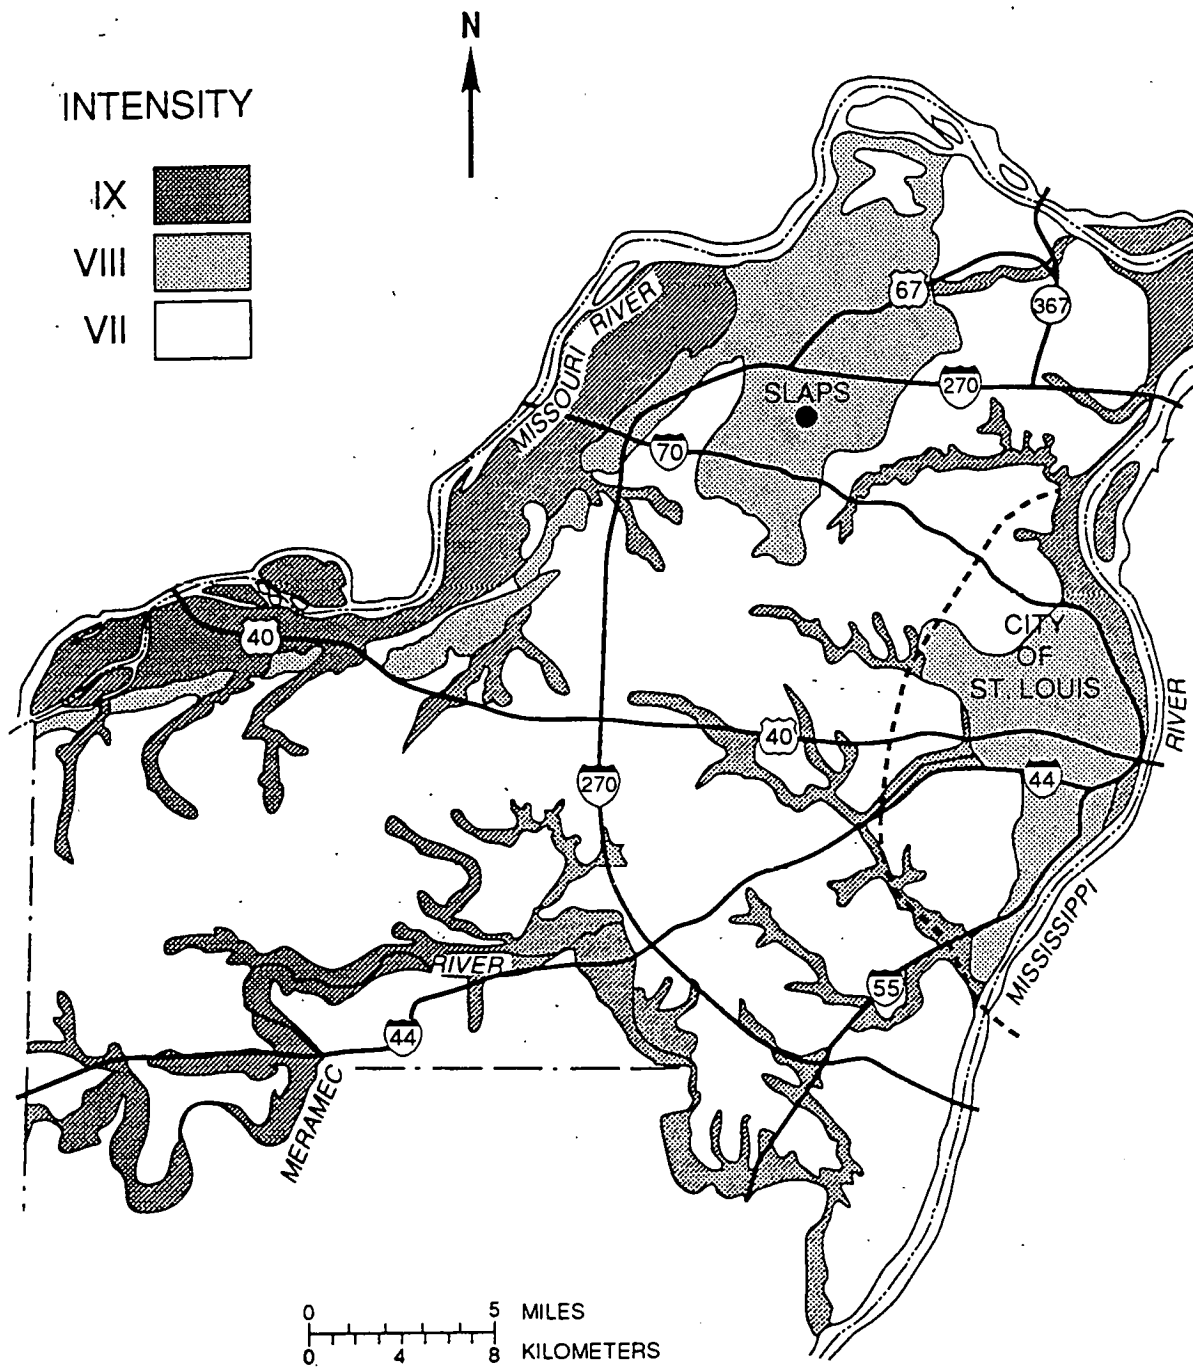 N
INTENSITY
IX
VIII
VII
MISSOURI RIVER
67
367
270
SLAPS
70
40
CITY
OF
ST. LOUIS
40
270
44
RIVER
MISSISSIPPI
RIVER
55
44
MERAMEC
0 5 MILES
0 4 8 KILOMETERS